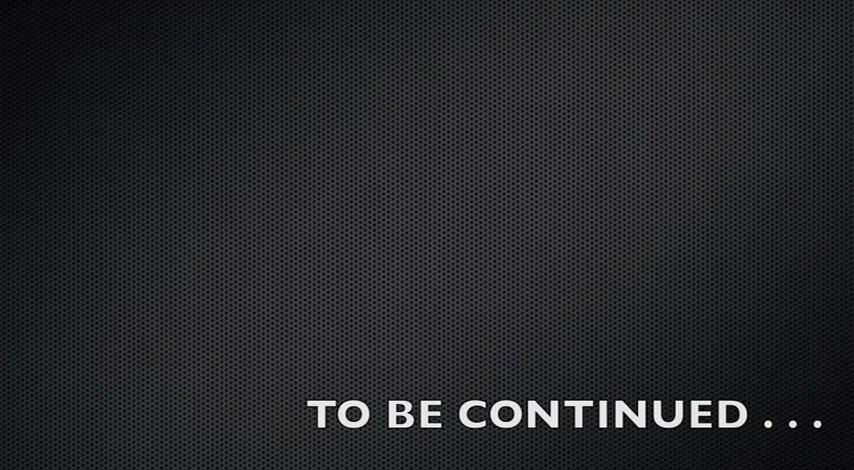 TO BE CONTINUED . . .